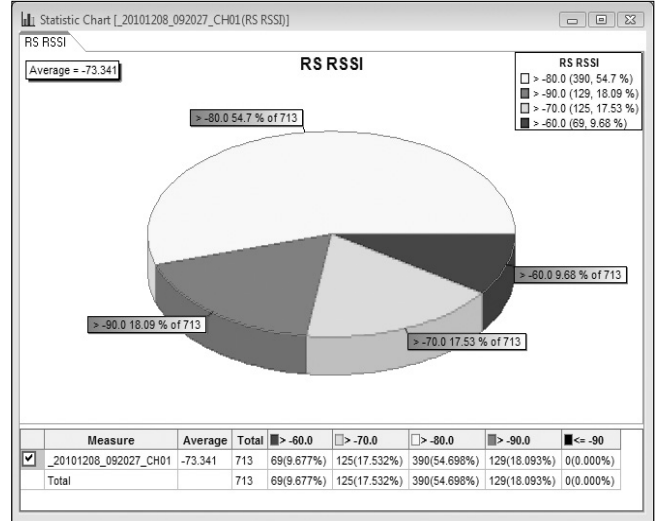 Statistic Chart [_20101208_092027_CH01(RS RSSI)]
RS RSSI
Average = -73.341
RS RSSI
RS RSSI
> -80.0 (390, 54.7 %)
> -90.0 (129, 18.09 %)
> -70.0 (125, 17.53 %)
> -60.0 (69, 9.68 %)
> -80.0 54.7 % of 713
> -60.0 9.68 % of 713
> -90.0 18.09 % of 713
> -70.0 17.53 % of 713
Measure Average Total > -60.0 > -70.0 > -80.0 > -90.0 <= -90
_20101208_092027_CH01 -73.341 713 69(9.677%) 125(17.532%) 390(54.698%) 129(18.093%) 0(0.000%)
Total 713 69(9.677%) 125(17.532%) 390(54.698%) 129(18.093%) 0(0.000%)